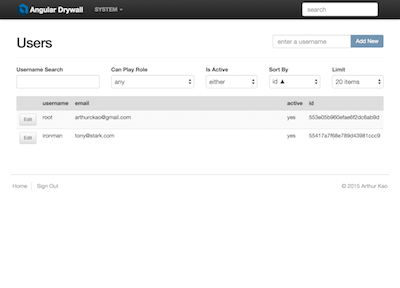 Angular Drywall SYSTEM search
Users enter a username Add New
Username Search Can Play Role Is Active Sort By Limit
any either id ▲ 20 items
username email active id
Edit root arthurckao@gmail.com yes 553e05b960efae6f2dc6ab9d
Edit ironman tony@stark.com yes 55417a7f68e789d43981ccc9
Home Sign Out © 2015 Arthur Kao